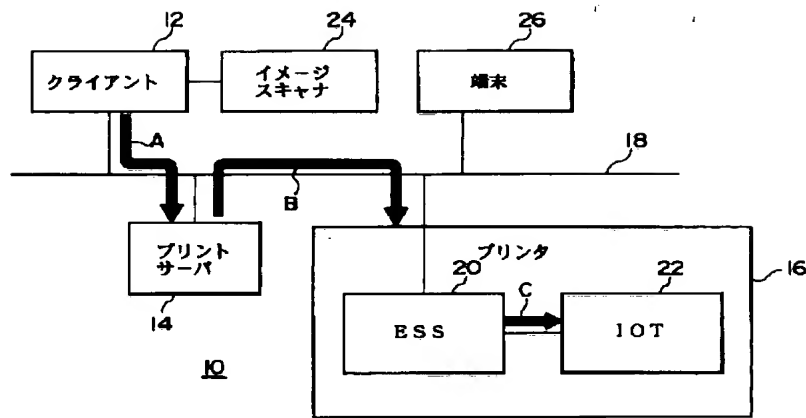 12
24
26
クライアント
イメージ
スキャナ
端末
A
18
B
プリント
サーバ
プリンタ
14
20
22
16
C
ESS
IOT
10